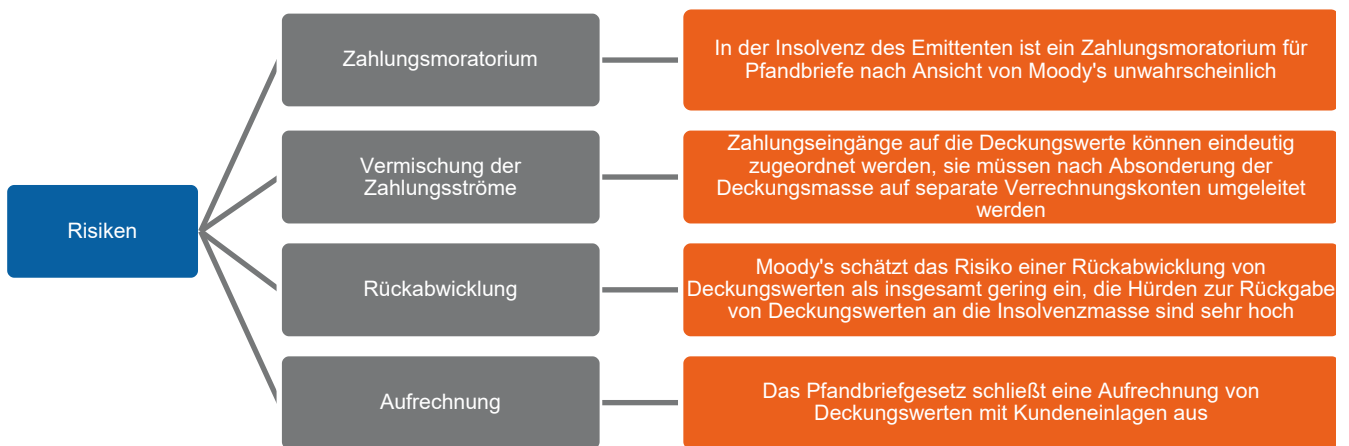 Risiken
Zahlungsmoratorium
In der Insolvenz des Emittenten ist ein Zahlungsmoratorium für
Pfandbriefe nach Ansicht von Moody's unwahrscheinlich
Vermischung der
Zahlungsströme
Zahlungseingänge auf die Deckungswerte können eindeutig
zugeordnet werden, sie müssen nach Absonderung der
Deckungsmasse auf separate Verrechnungskonten umgeleitet
werden
Rückabwicklung
Moody's schätzt das Risiko einer Rückabwicklung von
Deckungswerten als insgesamt gering ein, die Hürden zur Rückgabe
von Deckungswerten an die Insolvenzmasse sind sehr hoch
Aufrechnung
Das Pfandbriefgesetz schließt eine Aufrechnung von
Deckungswerten mit Kundeneinlagen aus